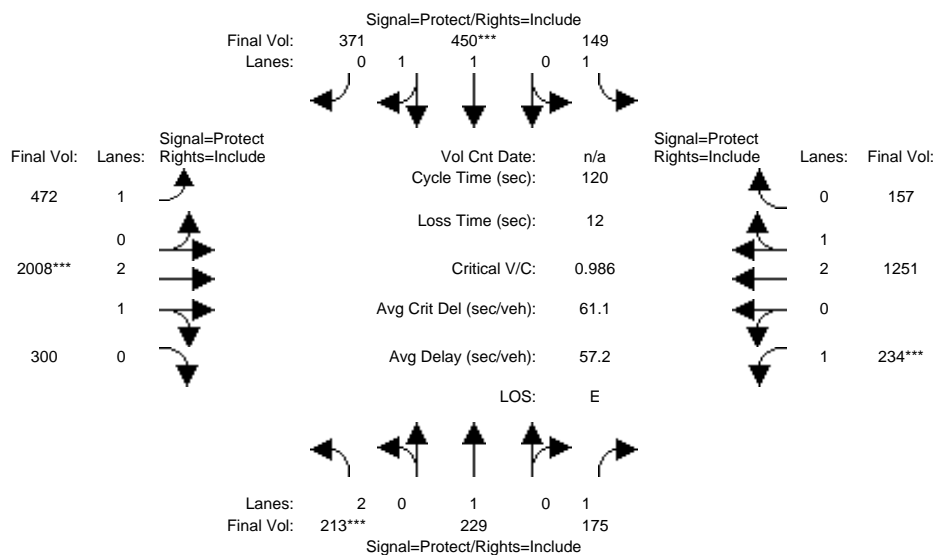 Signal=Protect/Rights=Include
Final Vol: 371 450*** 149
Lanes: 0 1 1 0 1
Signal=Protect
Final Vol: Lanes: Rights=Include
Vol Cnt Date: n/a
Signal=Protect
Rights=Include Lanes: Final Vol:
Cycle Time (sec): 120
472 1
0 157
Loss Time (sec): 12
0
1
2008*** 2
Critical V/C: 0.986
2 1251
1
Avg Crit Del (sec/veh): 61.1
0
300 0
Avg Delay (sec/veh): 57.2
1 234***
LOS: E
Lanes: 2 0 1 0 1
Final Vol: 213*** 229 175
Signal=Protect/Rights=Include